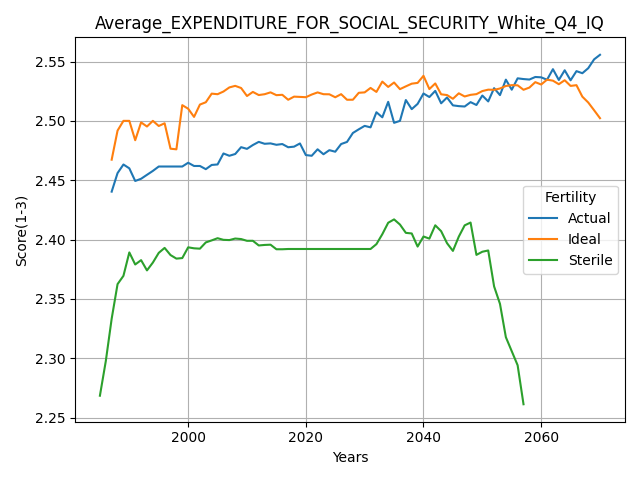 Average_EXPENDITURE_FOR_SOCIAL_SECURITY_White_Q4_IQ
2.55
2.50
2.45
2.40
2.35
2.30
2.25
Score(1-3)
Fertility
Actual
Ideal
Sterile
2000
2020
2040
2060
Years